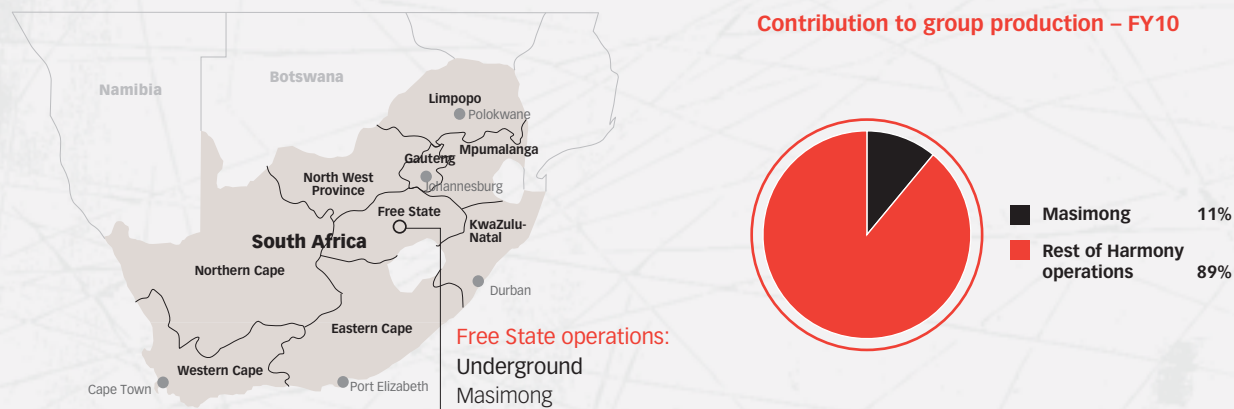 Contribution to group production – FY10
Namibia
Botswana
Limpopo
Polokwane
Gauteng
Mpumalanga
North West
Province
Johannesburg
Free State
KwaZulu-
Natal
South Africa
Northern Cape
Durban
Eastern Cape
Western Cape
Cape Town
Port Elizabeth
Free State operations:
Underground
Masimong
Masimong 11%
Rest of Harmony
operations 89%